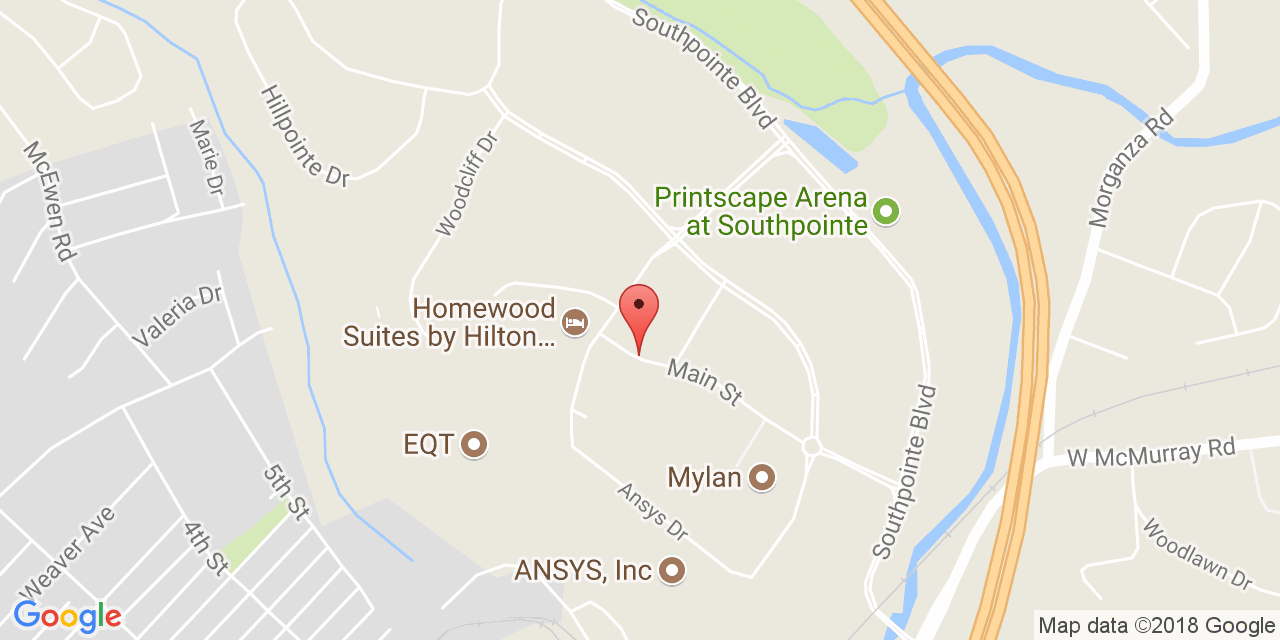 Southpointe Blvd
Hillpointe Dr
Marie Dr
Morganza Rd
McEwen Rd
Woodcliff Dr
Printscape Arena
at Southpointe
Valeria Dr
Homewood
Suites by Hilton...
Main St
Southpointe Blvd
EQT
W McMurray Rd
Mylan
5th St
Ansys Dr
4th St
Weaver Ave
Woodlawn Dr
ANSYS, Inc
Google
Map data ©2018 Google